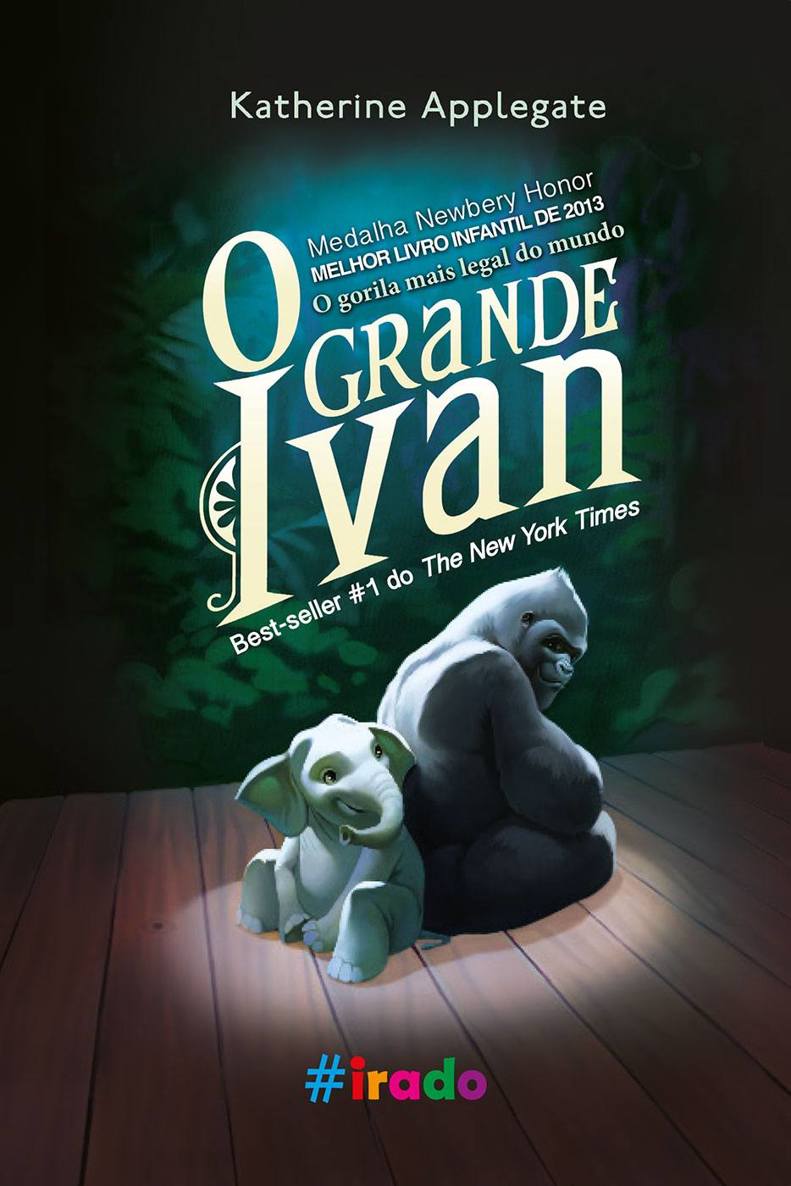 Katherine Applegate
Medalha Newbery Honor
MELHOR LIVRO INFANTIL DE 2013
O gorila mais legal do mundo
O GRANDE
Ivan
Best-seller #1 do The New York Times
#irado